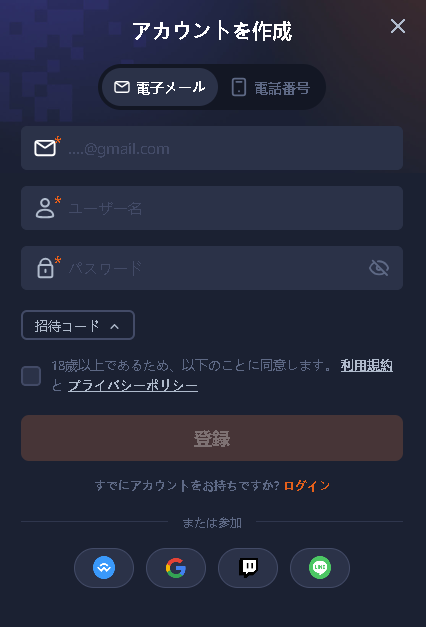 アカウントを作成
電子メール 電話番号
* ....@gmail.com
* ユーザー名
* パスワード
招待コード
18歳以上であるため、以下のことに同意します。 利用規約
と プライバシーポリシー
登録
すでにアカウントをお持ちですか? ログイン
または参加
LINE